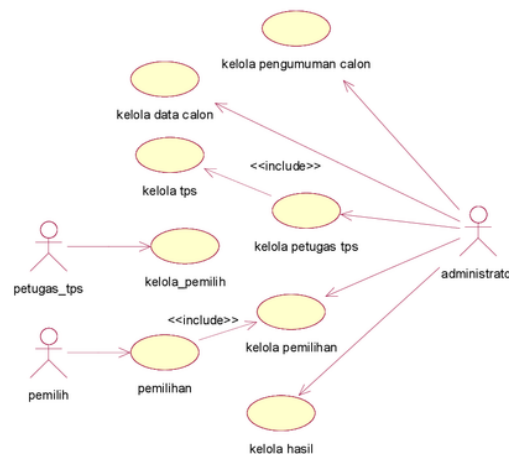 kelola pengumuman calon
kelola data calon
<<include>>
kelola tps
kelola petugas tps
administrato
petugas_tps
kelola_pemilih
<<include>>
kelola pemilihan
pemilih
pemilihan
kelola hasil